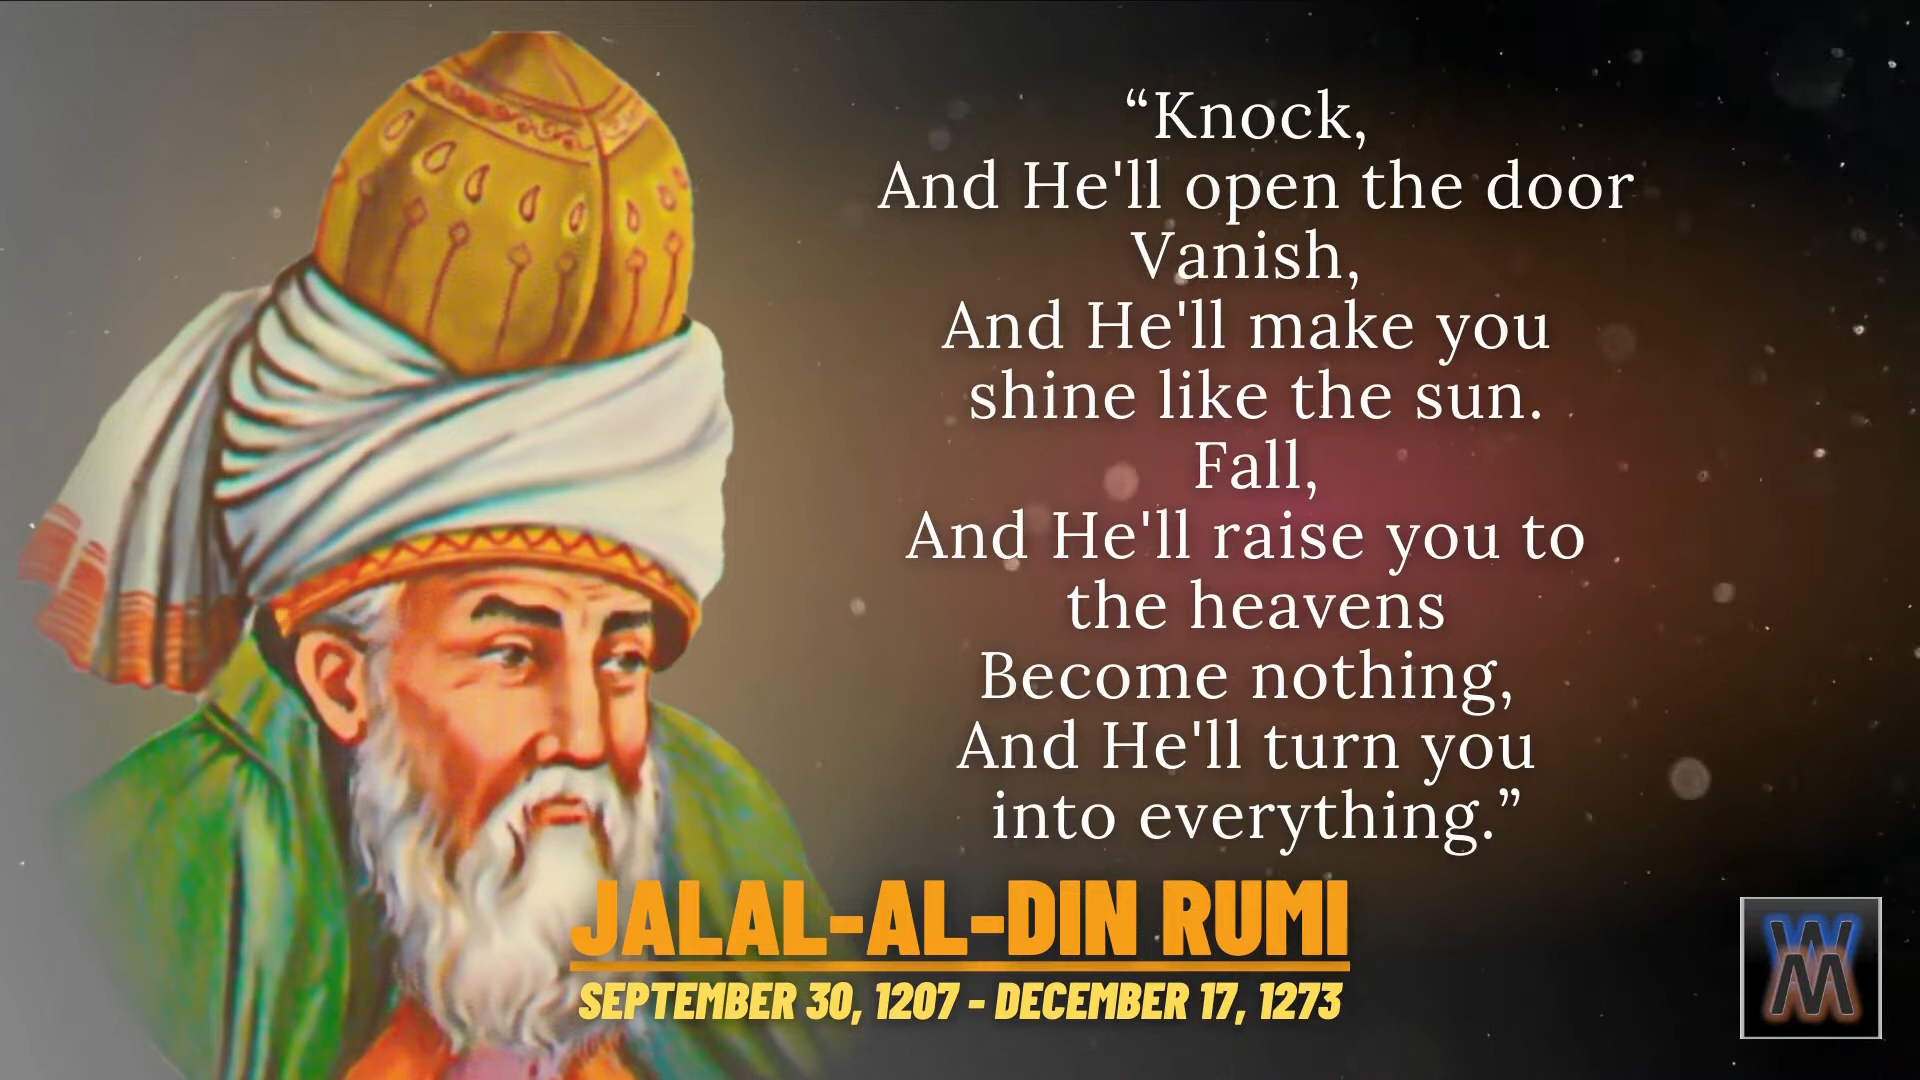 “Knock,
And He'll open the door
Vanish,
And He'll make you
shine like the sun.
Fall,
And He'll raise you to
the heavens
Become nothing,
And He'll turn you
into everything.”
JALAL-AL-DIN RUMI
SEPTEMBER 30, 1207 - DECEMBER 17, 1273
WM